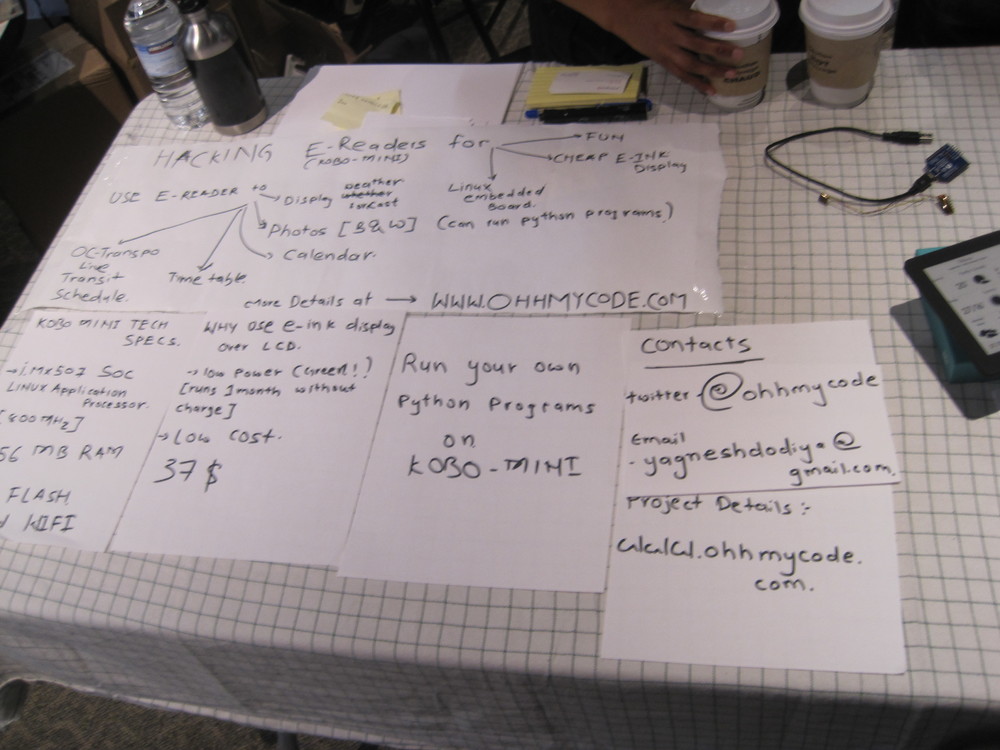 HACKING E-Readers for → FUN
(KOBO-MINI) → CHEAP E-INK
Display
Linux
embedded
Board.
(can run python programs)
USE E-READER to
→ Display weather
whether
forcast
→ Photos [B&W]
→ Calendar.
Time table.
OC-Transpo
Live
Transit
Schedule.
more Details at → WWW.OHHMYCODE.COM
KOBO MINI TECH
SPECS.
→ i.mx507 SoC
LINUX Application
Processor.
[800 MHz]
56 MB RAM
FLASH
WIFI
WHY USE e-ink display
over LCD.
→ low power (Green!!)
[runs 1month without
charge]
→ Low cost.
37$
Run your own
Python Programs
on
KOBO-MINI
Contacts
twitter - @ohhmycode
Email
- yagneshdodiya@
gmail.com.
Project Details :-
www.ohhmycode.
com.